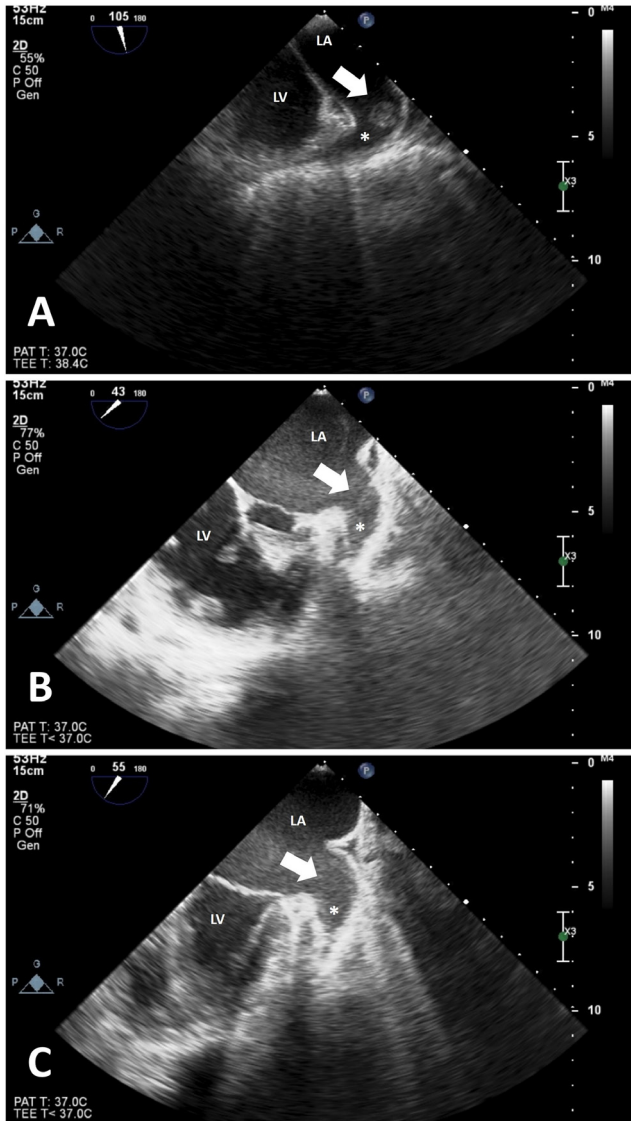 53Hz
15cm
2D
55%
C 50
P Off
Gen
0 105 180
P
M4
0
5
10
X3
LA
LV
*
G
P R
A
PAT T: 37.0C
TEE T: 38.4C
53Hz
15cm
2D
77%
C 50
P Off
Gen
0 43 180
P
M4
0
5
10
X3
LA
LV
*
G
P R
B
PAT T: 37.0C
TEE T< 37.0C
53Hz
15cm
2D
71%
C 50
P Off
Gen
0 55 180
P
M4
0
5
10
X3
LA
LV
*
G
P R
C
PAT T: 37.0C
TEE T< 37.0C